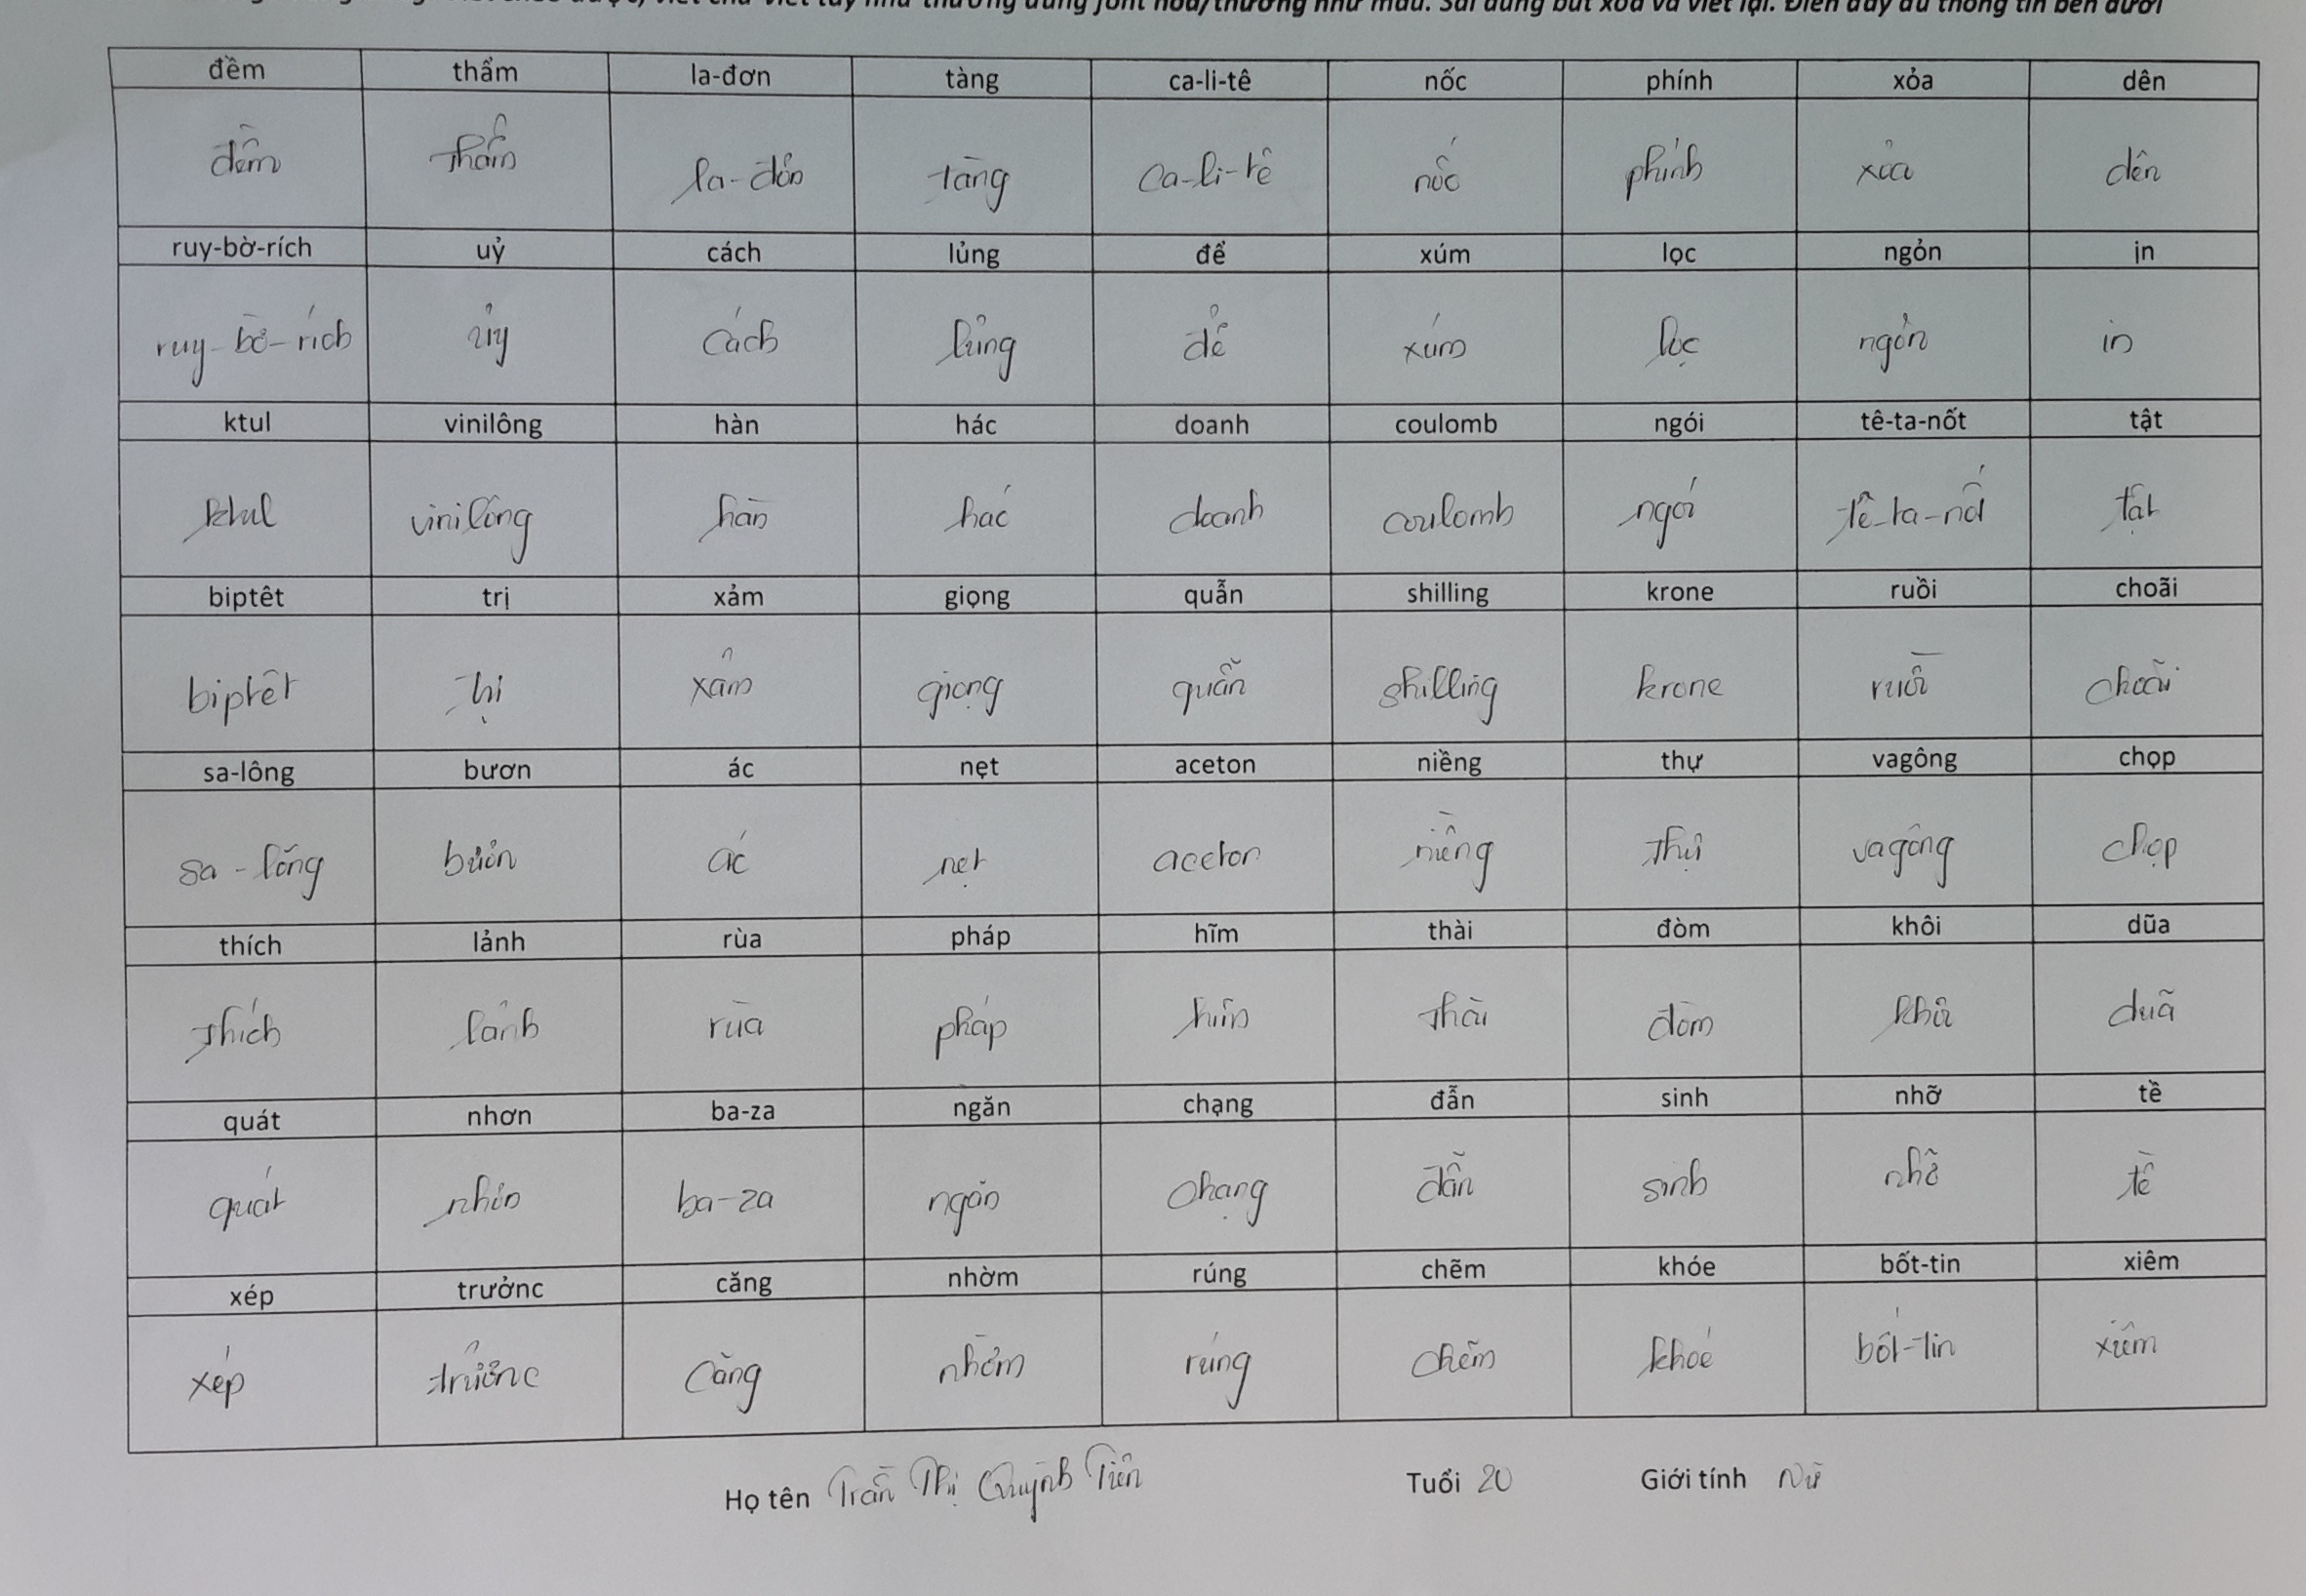 viết chữ viết tay như thường dùng font hoa/thường như mẫu. Sai dùng bút xóa và viết lại. Điền đầy đủ thông tin bên dưới
đềm thẩm la-đơn tàng ca-li-tê nốc phính xỏa dên
đềm thẩm la-đơn tàng ca-li-tê nốc phính xỏa dên
ruy-bờ-rích uỷ cách lủng để xúm lọc ngỏn ịn
ruy-bờ-rích ủy cách lủng để xúm lọc ngỏn in
ktul vinilông hàn hác doanh coulomb ngói tê-ta-nốt tật
ktul vinilông hàn hác doanh coulomb ngói tê-ta-nốt tật
biptêt trị xảm giọng quẫn shilling krone ruồi choãi
biptêt trị xảm giọng quẫn shilling krone ruồi choãi
sa-lông bươn ác nẹt aceton niềng thự vagông chọp
sa-lông bươn ác nẹt aceton niềng thự vagông chọp
thích lảnh rùa pháp hĩm thài đòm khôi dũa
thích lảnh rùa pháp hĩm thài đòm khôi dũa
quát nhơn ba-za ngăn chạng đẫn sinh nhỡ tề
quát nhơn ba-za ngăn chạng đẫn sinh nhỡ tề
xép trưởnc căng nhờm rúng chẽm khóe bốt-tin xiêm
xép trưởnc căng nhờm rúng chẽm khoé bốt-tin xiêm
Họ tên Trần Thị Quỳnh Tiên Tuổi 20 Giới tính Nữ